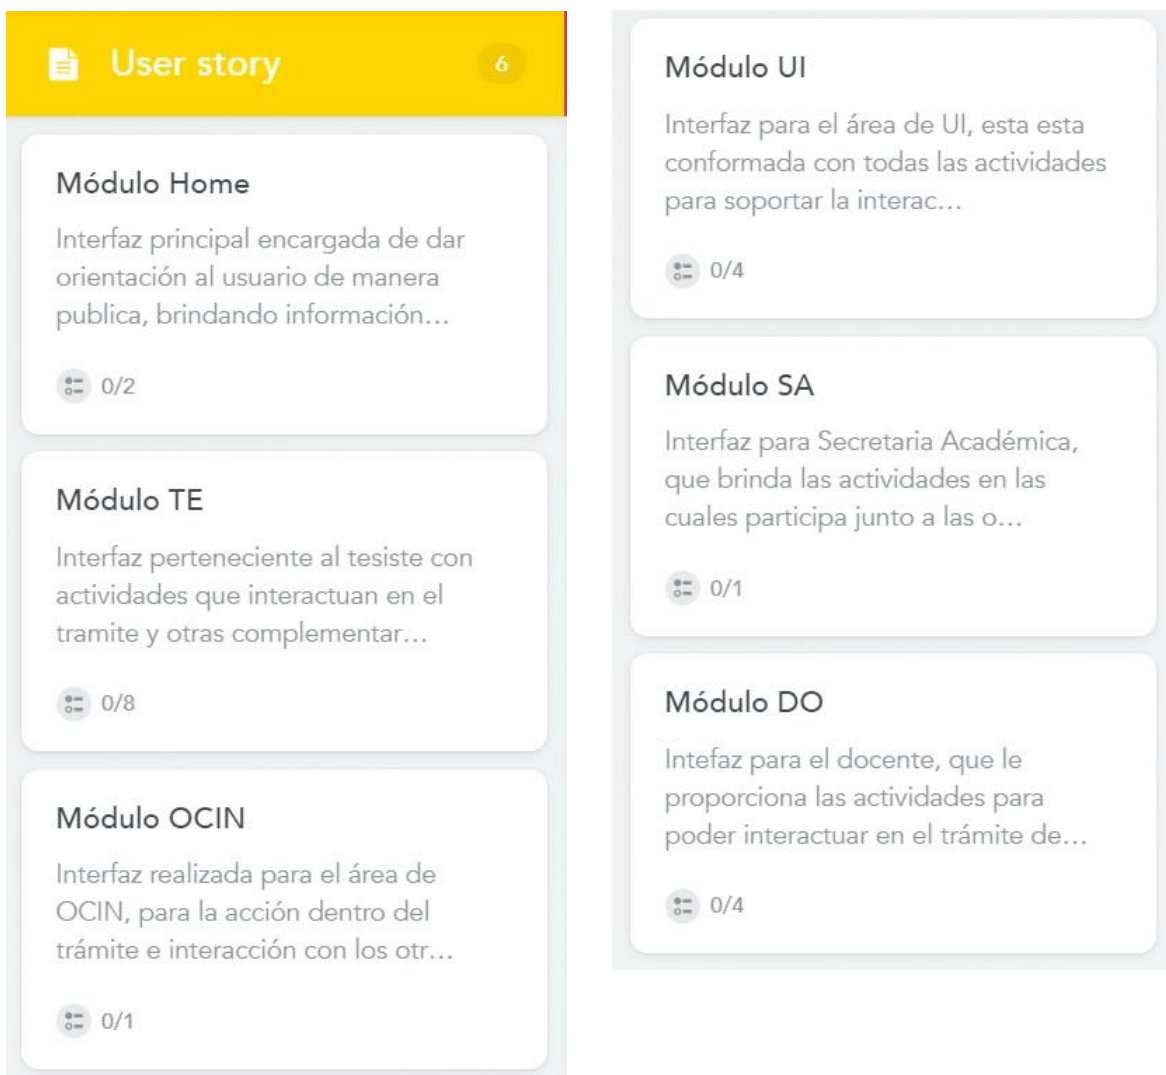 User story
6
Módulo Home
Interfaz principal encargada de dar
orientación al usuario de manera
publica, brindando información...
0/2
Módulo TE
Interfaz perteneciente al tesiste con
actividades que interactuan en el
tramite y otras complementar...
0/8
Módulo OCIN
Interfaz realizada para el área de
OCIN, para la acción dentro del
trámite e interacción con los otr...
0/1
Módulo UI
Interfaz para el área de UI, esta esta
conformada con todas las actividades
para soportar la interac...
0/4
Módulo SA
Interfaz para Secretaria Académica,
que brinda las actividades en las
cuales participa junto a las o...
0/1
Módulo DO
Intefaz para el docente, que le
proporciona las actividades para
poder interactuar en el trámite de...
0/4